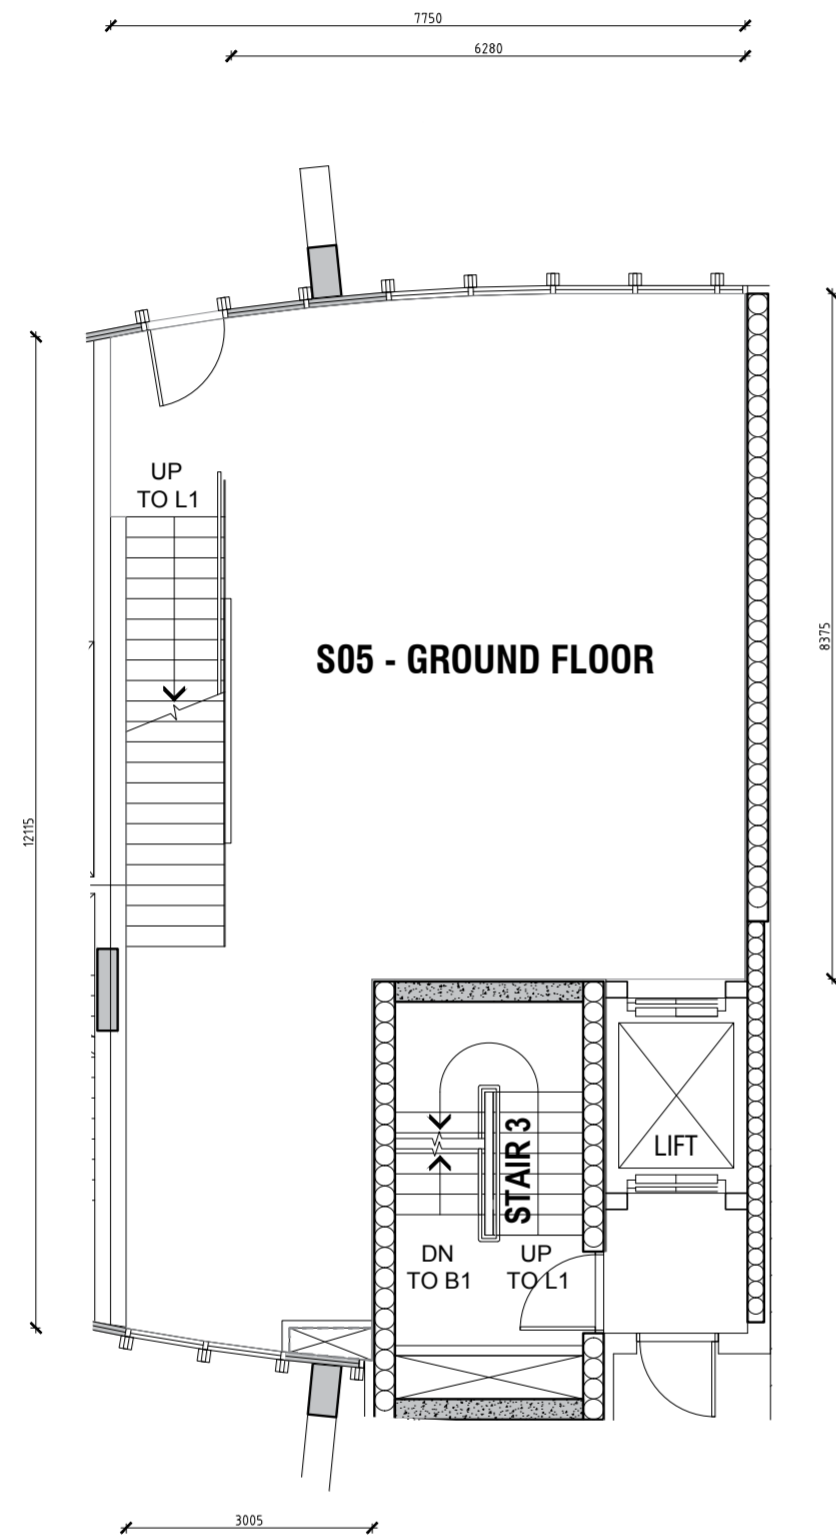 7750
6280
UP
TO L1
S05 - GROUND FLOOR
8375
12115
STAIR 3
LIFT
DN
TO B1
UP
TO L1
3005